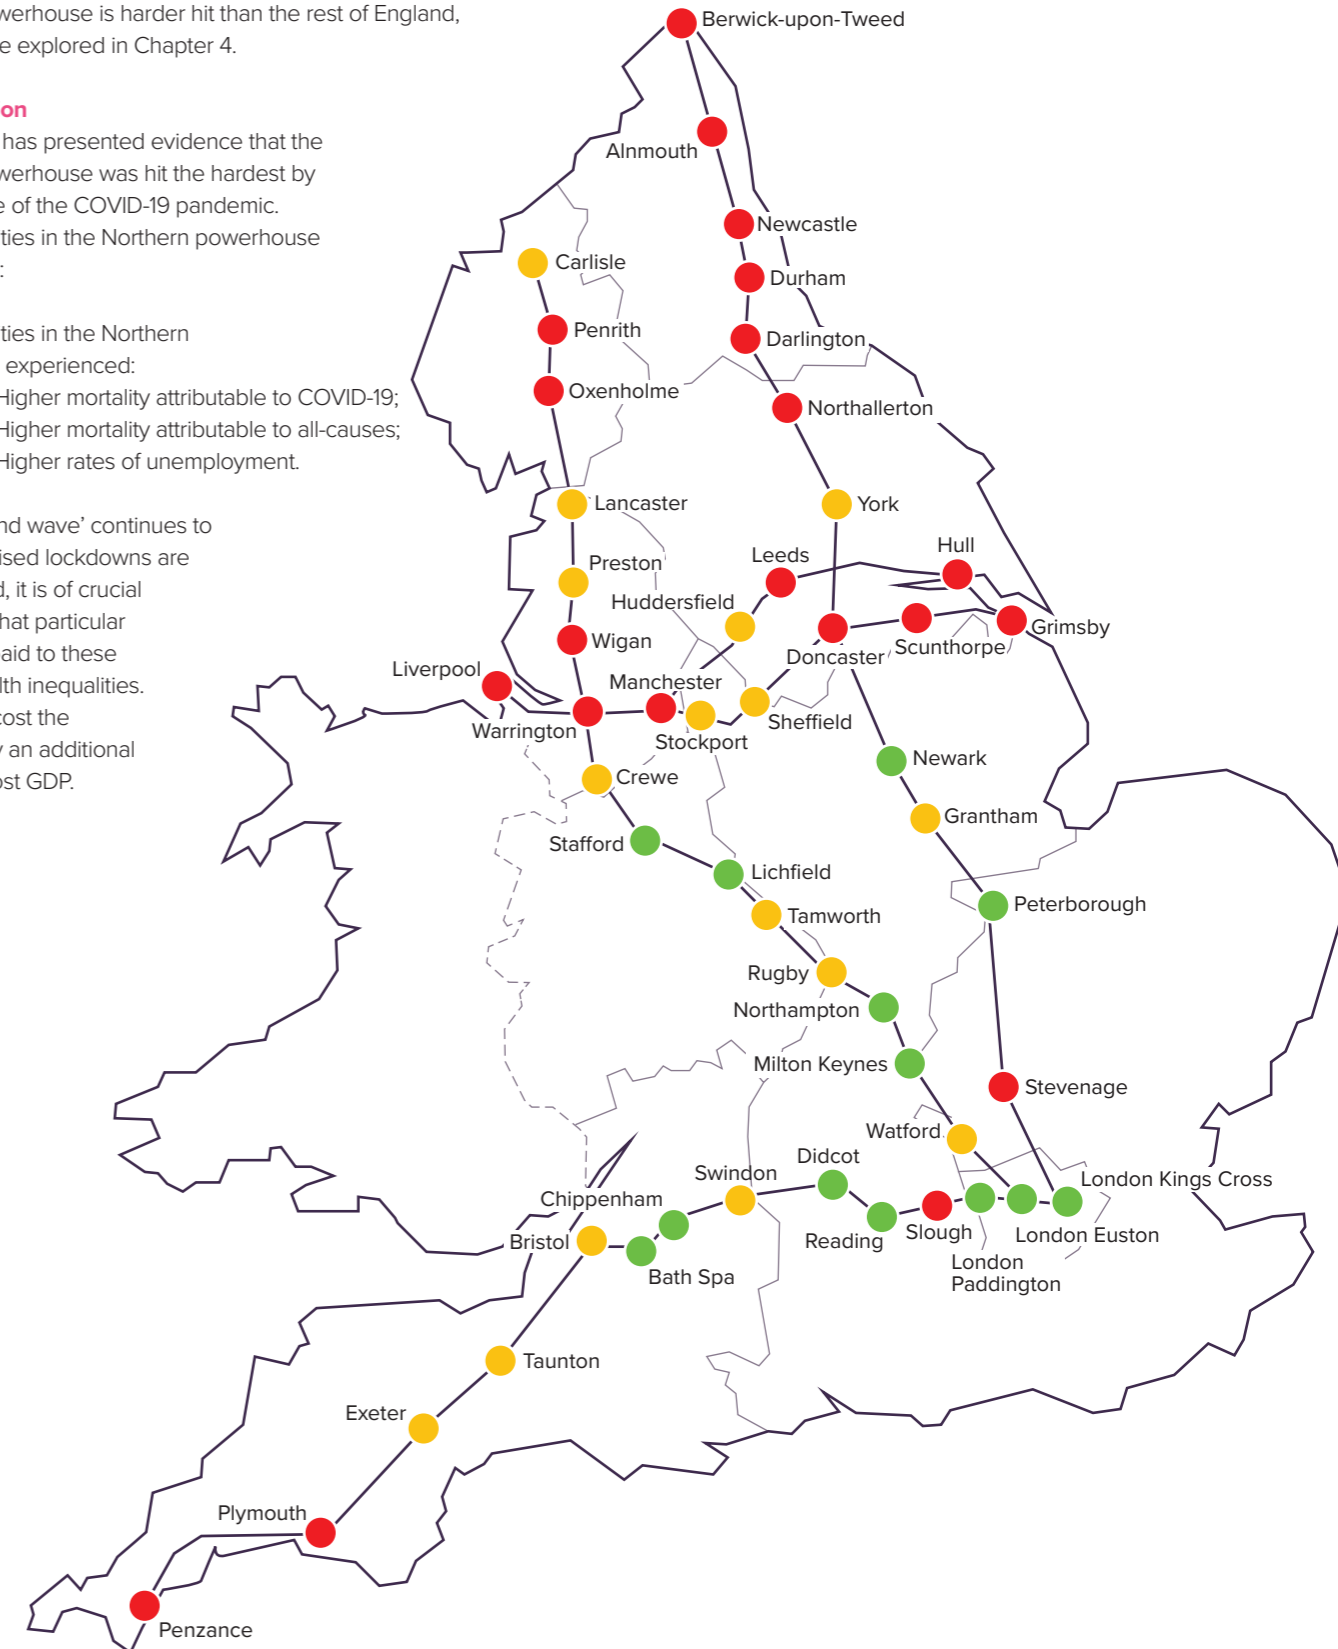 owerhouse is harder hit than the rest of England,
e explored in Chapter 4.
on
has presented evidence that the
werhouse was hit the hardest by
e of the COVID-19 pandemic.
ties in the Northern powerhouse
:
ties in the Northern
experienced:
Higher mortality attributable to COVID-19;
Higher mortality attributable to all-causes;
Higher rates of unemployment.
nd wave’ continues to
ised lockdowns are
d, it is of crucial
hat particular
aid to these
lth inequalities.
cost the
y an additional
ost GDP.
Berwick-upon-Tweed
Alnmouth
Newcastle
Carlisle
Durham
Penrith
Darlington
Oxenholme
Northallerton
Lancaster
York
Hull
Leeds
Preston
Huddersfield
Grimsby
Wigan
Scunthorpe
Doncaster
Liverpool
Manchester
Sheffield
Warrington
Stockport
Newark
Crewe
Grantham
Stafford
Lichfield
Peterborough
Tamworth
Rugby
Northampton
Milton Keynes
Stevenage
Watford
Didcot
Swindon
London Kings Cross
Chippenham
Slough
London Euston
Reading
Bristol
London
Paddington
Bath Spa
Taunton
Exeter
Plymouth
Penzance